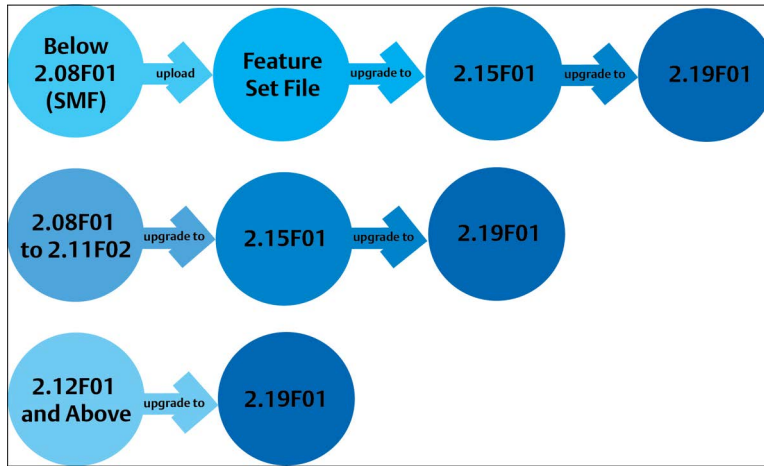 Below
2.08F01
(SMF)
upload
Feature
Set File
upgrade to
2.15F01
upgrade to
2.19F01
2.08F01
to 2.11F02
upgrade to
2.15F01
upgrade to
2.19F01
2.12F01
and Above
upgrade to
2.19F01